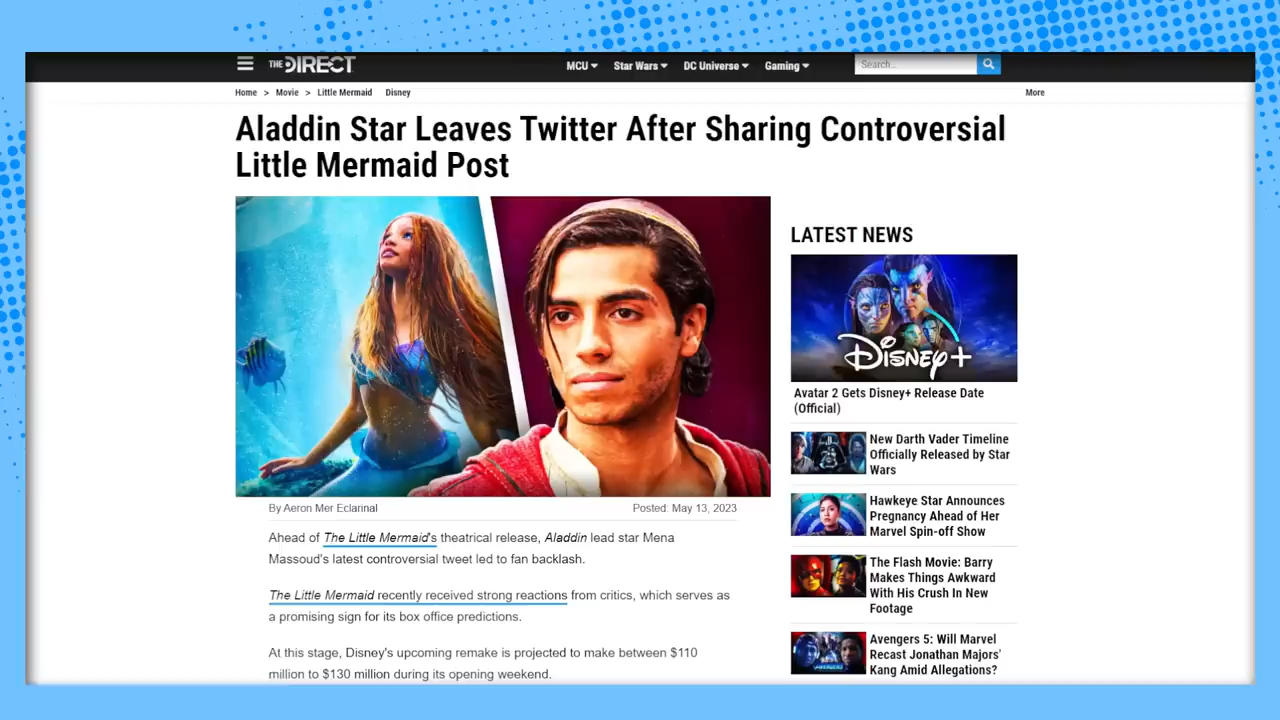 THE DIRECT
MCU
Star Wars
DC Universe
Gaming
Search...
Home > Movie > Little Mermaid Disney
More
Aladdin Star Leaves Twitter After Sharing Controversial
Little Mermaid Post
By Aeron Mer Eclarinal
Posted: May 13, 2023
Ahead of The Little Mermaid's theatrical release, Aladdin lead star Mena
Massoud's latest controversial tweet led to fan backlash.
The Little Mermaid recently received strong reactions from critics, which serves as
a promising sign for its box office predictions.
At this stage, Disney's upcoming remake is projected to make between $110
million to $130 million during its opening weekend.
LATEST NEWS
Disney+
Avatar 2 Gets Disney+ Release Date
(Official)
New Darth Vader Timeline
Officially Released by Star
Wars
Hawkeye Star Announces
Pregnancy Ahead of Her
Marvel Spin-off Show
The Flash Movie: Barry
Makes Things Awkward
With His Crush In New
Footage
AVENGERS
Avengers 5: Will Marvel
Recast Jonathan Majors'
Kang Amid Allegations?